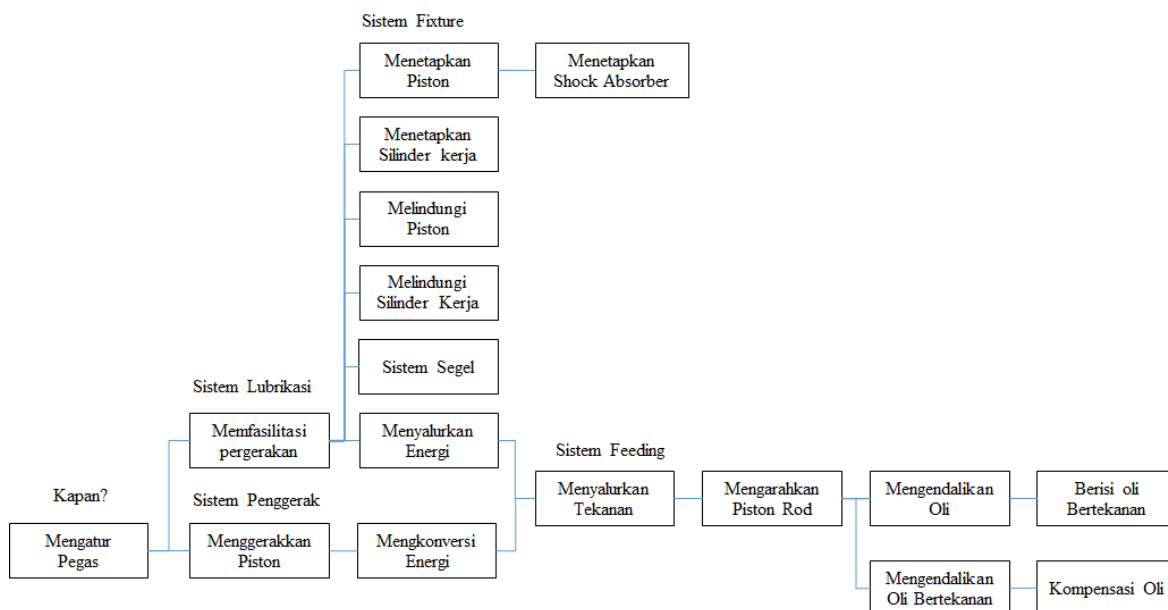 Sistem Fixture
Menetapkan
Piston
Menetapkan
Shock Absorber
Menetapkan
Silinder kerja
Melindungi
Piston
Melindungi
Silinder Kerja
Sistem Segel
Sistem Lubrikasi
Memfasilitasi
pergerakan
Menyalurkan
Energi
Sistem Feeding
Menyalurkan
Tekanan
Mengarahkan
Piston Rod
Mengendalikan
Oli
Berisi oli
Bertekanan
Kapan?
Mengatur
Pegas
Sistem Penggerak
Menggerakkan
Piston
Mengkonversi
Energi
Mengendalikan
Oli Bertekanan
Kompensasi Oli